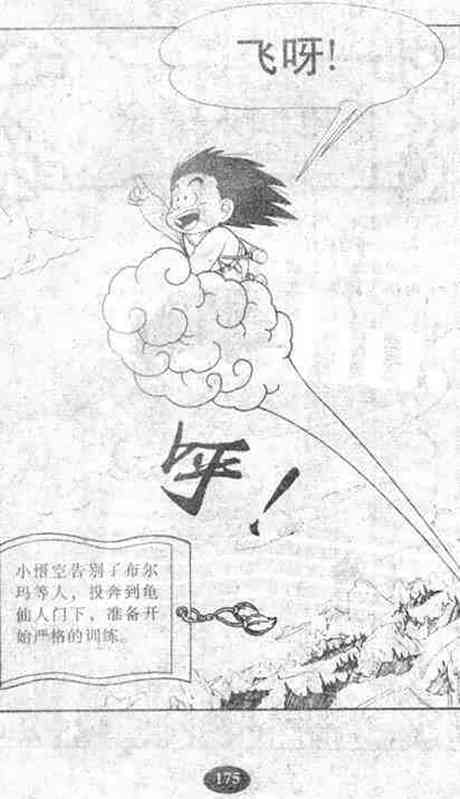 飞呀!
呼!
小悟空告别了布尔
玛等人，投奔到龟
仙人门下，准备开
始严格的训练。
175